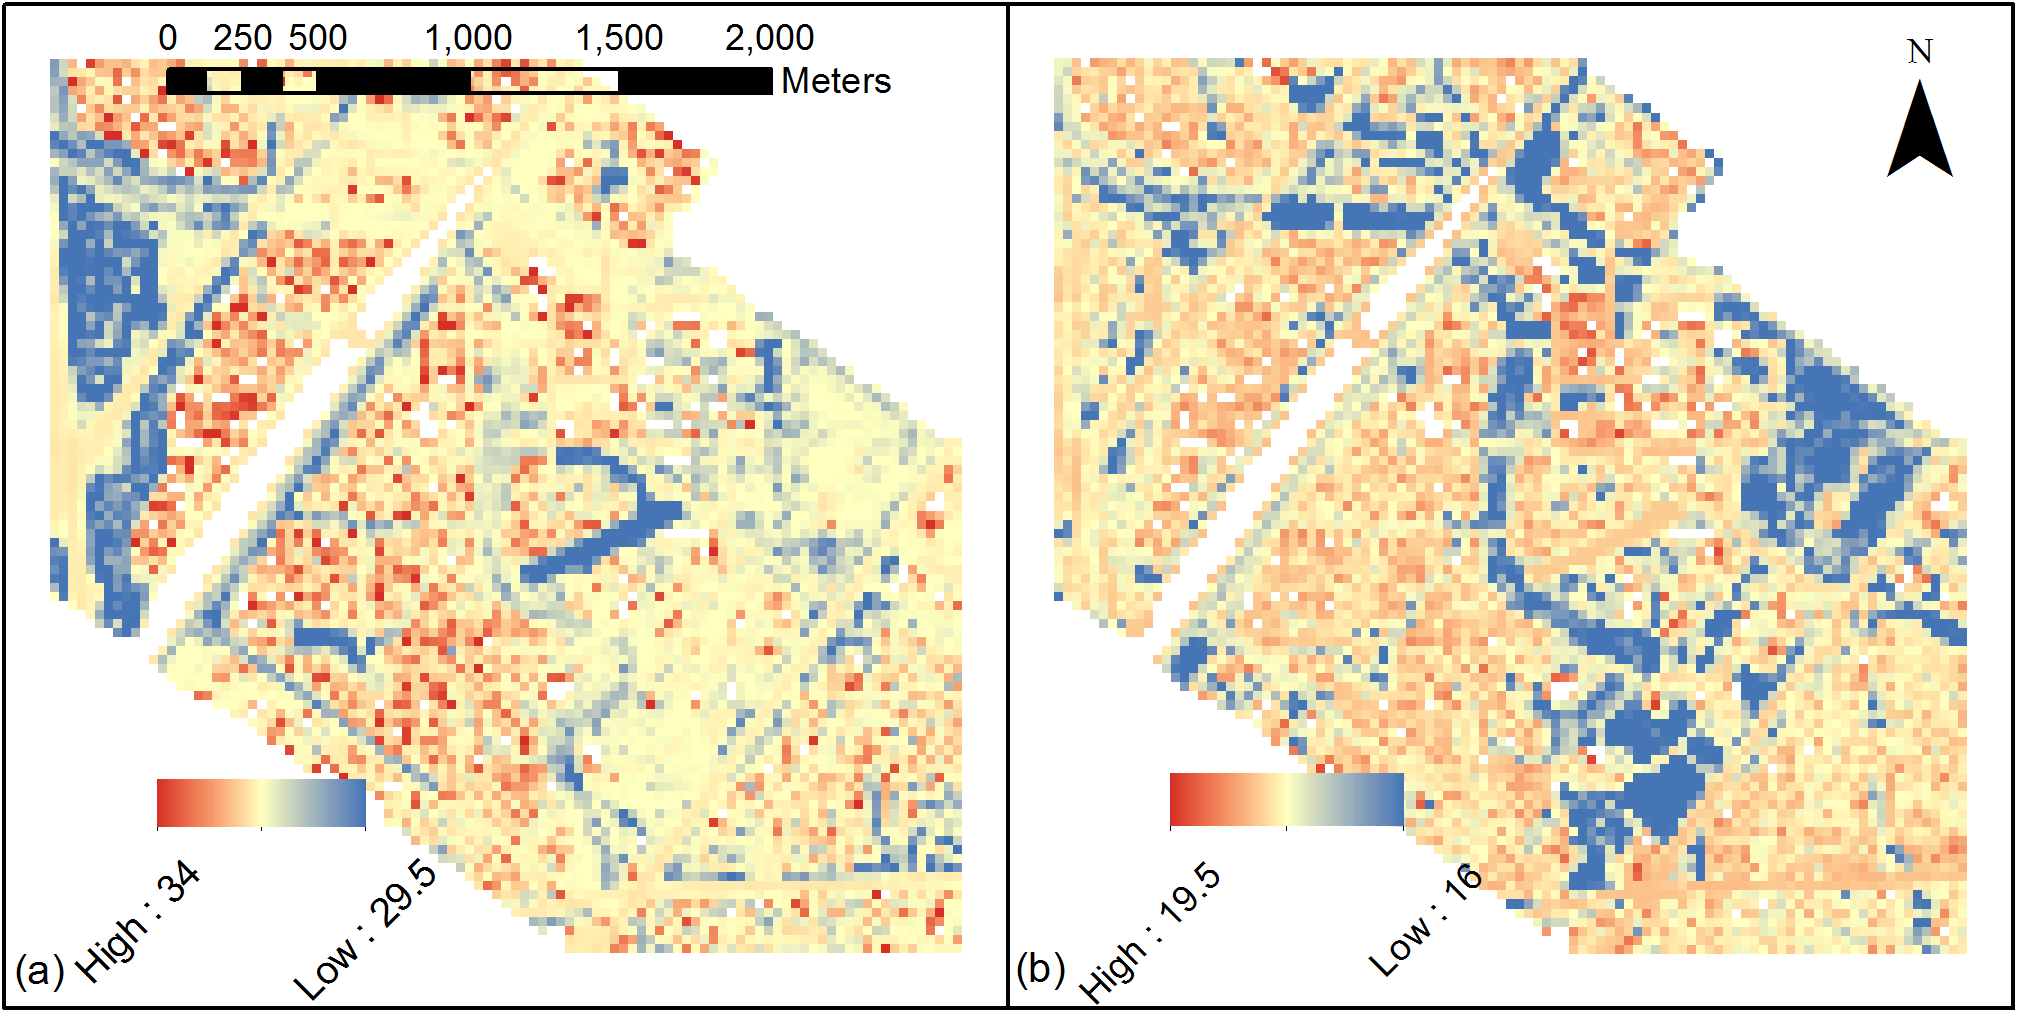 0 250 500 1,000 1,500 2,000
Meters
N
High : 34
Low : 29.5
(a)
High : 19.5
Low : 16
(b)